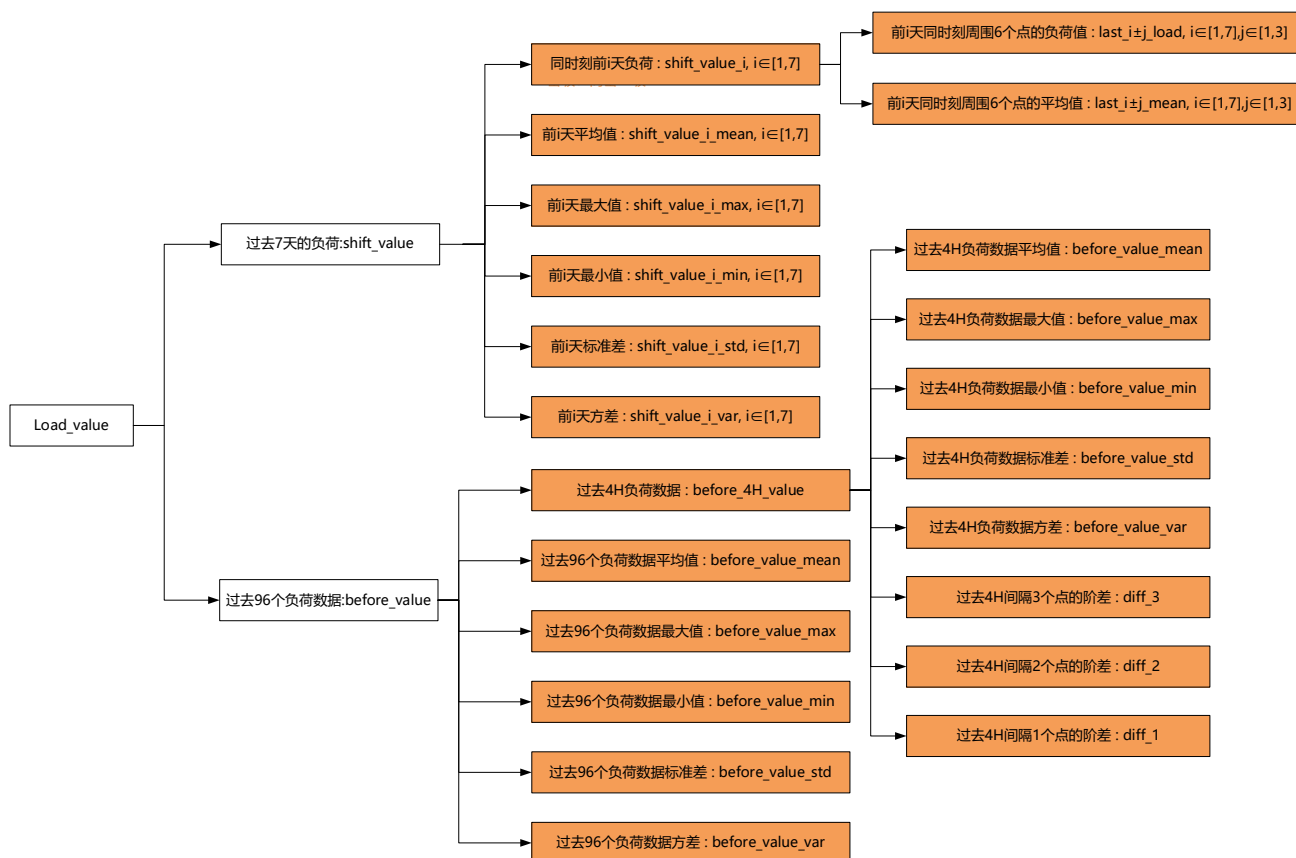 Load_value
过去7天的负荷:shift_value
同时刻前i天负荷 : shift_value_i, i∈[1,7]
前i天同时刻周围6个点的负荷值 : last_i±j_load, i∈[1,7],j∈[1,3]
前i天同时刻周围6个点的平均值 : last_i±j_mean, i∈[1,7],j∈[1,3]
前i天平均值 : shift_value_i_mean, i∈[1,7]
前i天最大值 : shift_value_i_max, i∈[1,7]
前i天最小值 : shift_value_i_min, i∈[1,7]
前i天标准差 : shift_value_i_std, i∈[1,7]
前i天方差 : shift_value_i_var, i∈[1,7]
过去96个负荷数据:before_value
过去4H负荷数据 : before_4H_value
过去4H负荷数据平均值 : before_value_mean
过去4H负荷数据最大值 : before_value_max
过去4H负荷数据最小值 : before_value_min
过去4H负荷数据标准差 : before_value_std
过去4H负荷数据方差 : before_value_var
过去4H间隔3个点的阶差 : diff_3
过去4H间隔2个点的阶差 : diff_2
过去4H间隔1个点的阶差 : diff_1
过去96个负荷数据平均值 : before_value_mean
过去96个负荷数据最大值 : before_value_max
过去96个负荷数据最小值 : before_value_min
过去96个负荷数据标准差 : before_value_std
过去96个负荷数据方差 : before_value_var